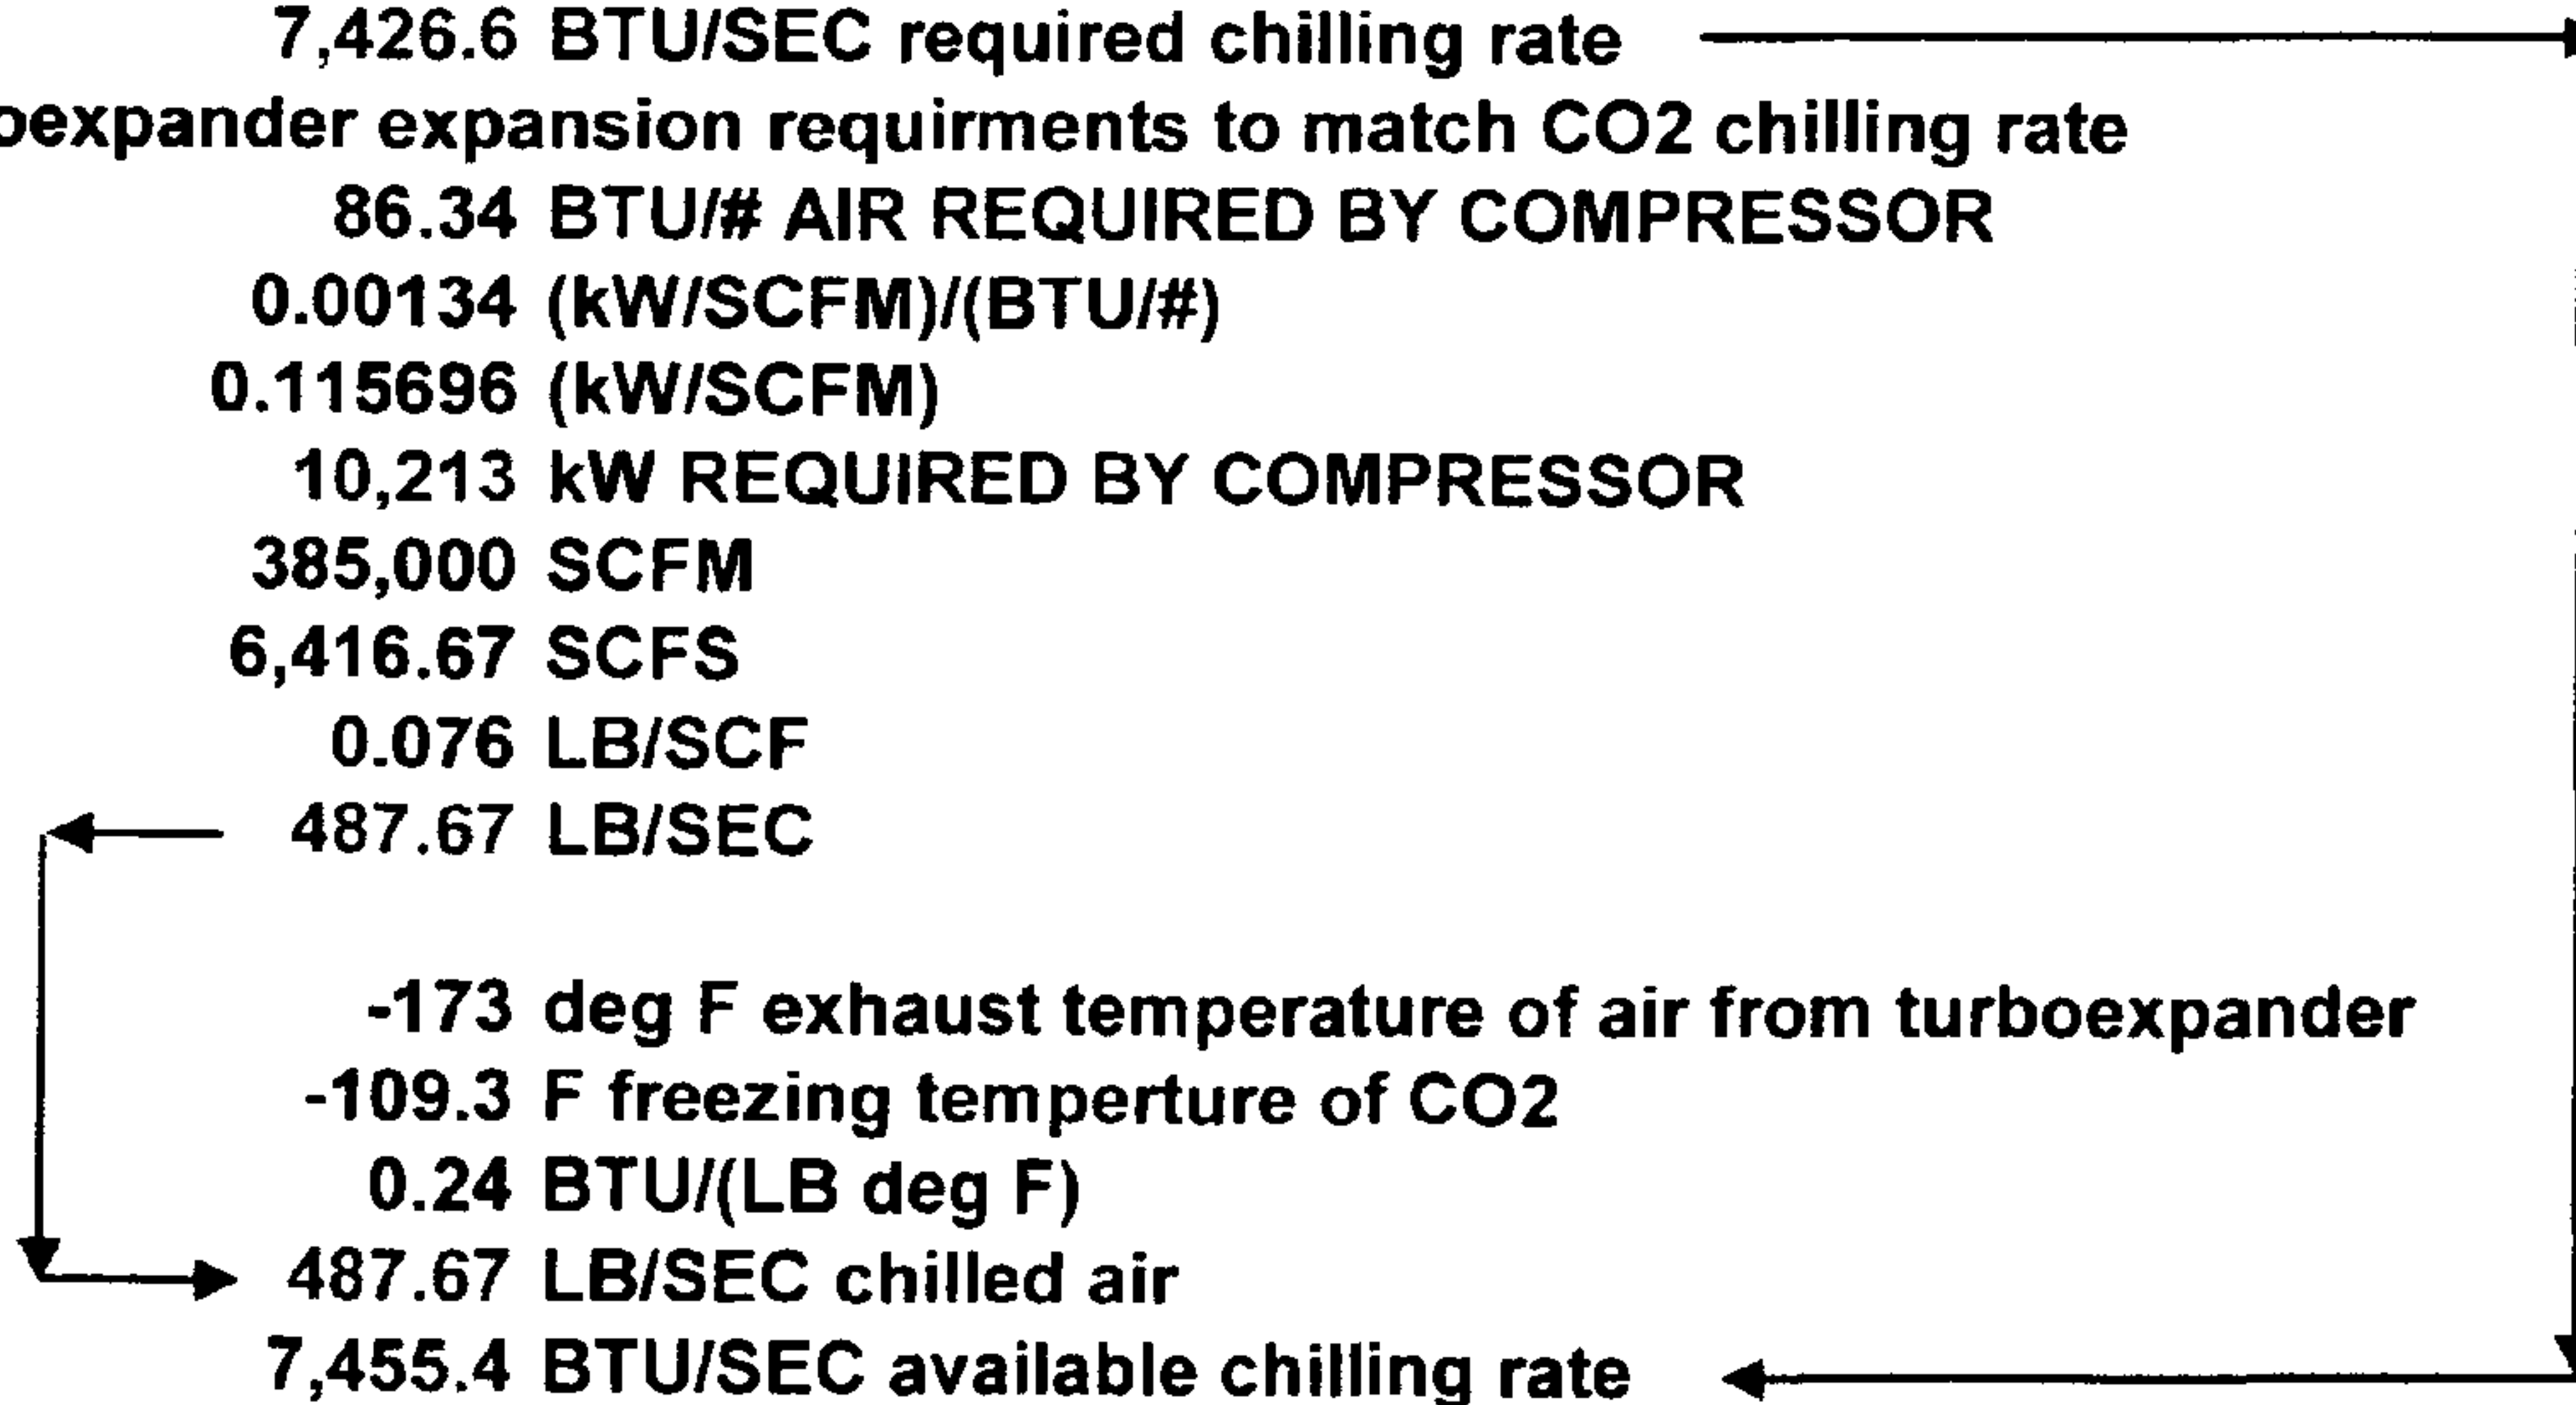 7,426.6 BTU/SEC required chilling rate
expansion requirments to match CO2 chilling rate
86.34 BTU/# AIR REQUIRED BY COMPRESSOR
0.00134 (kW/SCFM)/(BTU/#)
0.115696 (kW/SCFM)
10,213 kW REQUIRED BY COMPRESSOR
385,000 SCFM
6,416.67 SCFS
0.076 LB/SCF
487.67 LB/SEC
-173 deg F exhaust temperature of air from turboexpander
-109.3 F freezing temperture of CO2
0.24 BTU/(LB deg F)
487.67 LB/SEC chilled air
7,455.4 BTU/SEC available chilling rate